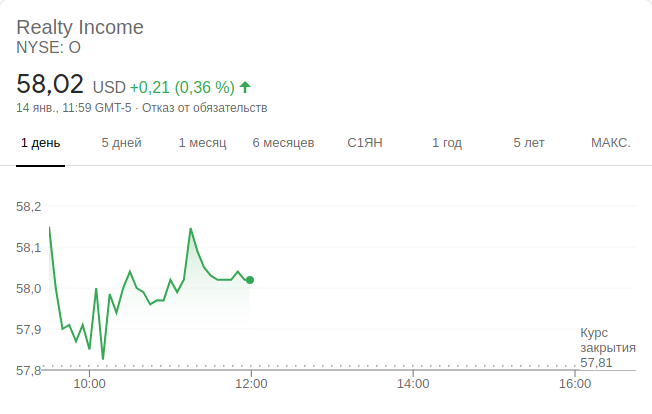 Realty Income
NYSE: O
58,02 USD +0,21 (0,36 %)
14 янв., 11:59 GMT-5 · Отказ от обязательств
1 день 5 дней 1 месяц 6 месяцев С1ЯН 1 год 5 лет МАКС.
58,2
58,1
58,0
57,9
57,8
Курс
закрытия
57,81
10:00 12:00 14:00 16:00